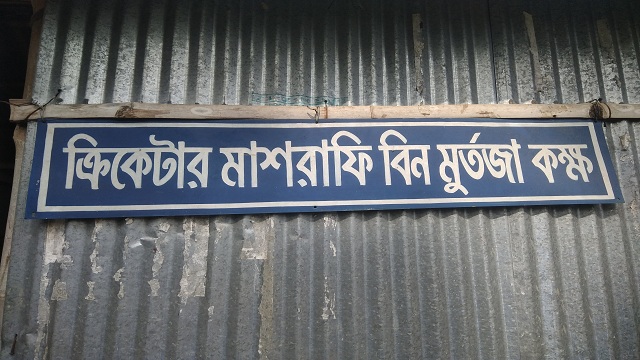 ক্রিকেটার মাশরাফি বিন মুর্তজা কক্ষ